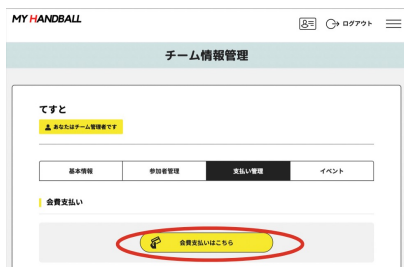 MY HANDBALL
ログアウト
チーム情報管理
てすと
あなたはチーム管理者です
基本情報 参加者管理 支払い管理 イベント
会費支払い
会費支払いはこちら